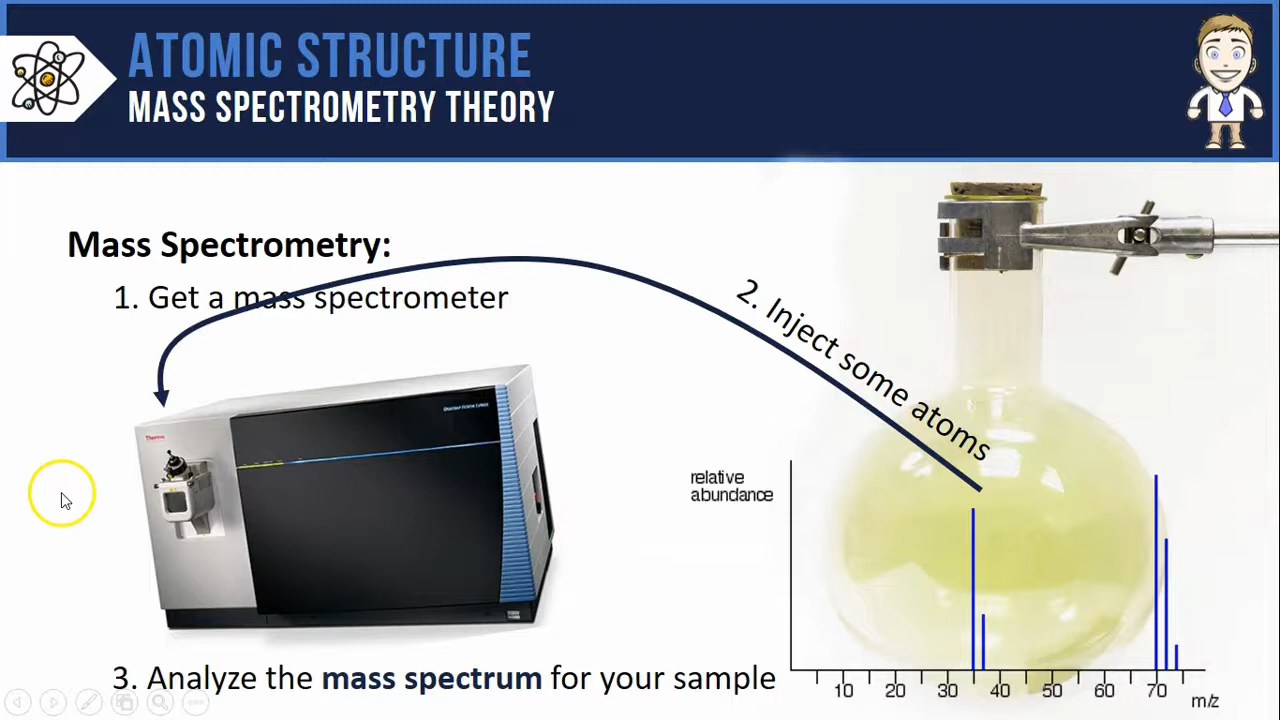 ATOMIC STRUCTURE
MASS SPECTROMETRY THEORY
Mass Spectrometry:
1. Get a mass spectrometer
2. Inject some atoms
Thermo
relative
abundance
10 20 30 40 50 60 70
m/z
3. Analyze the mass spectrum for your sample